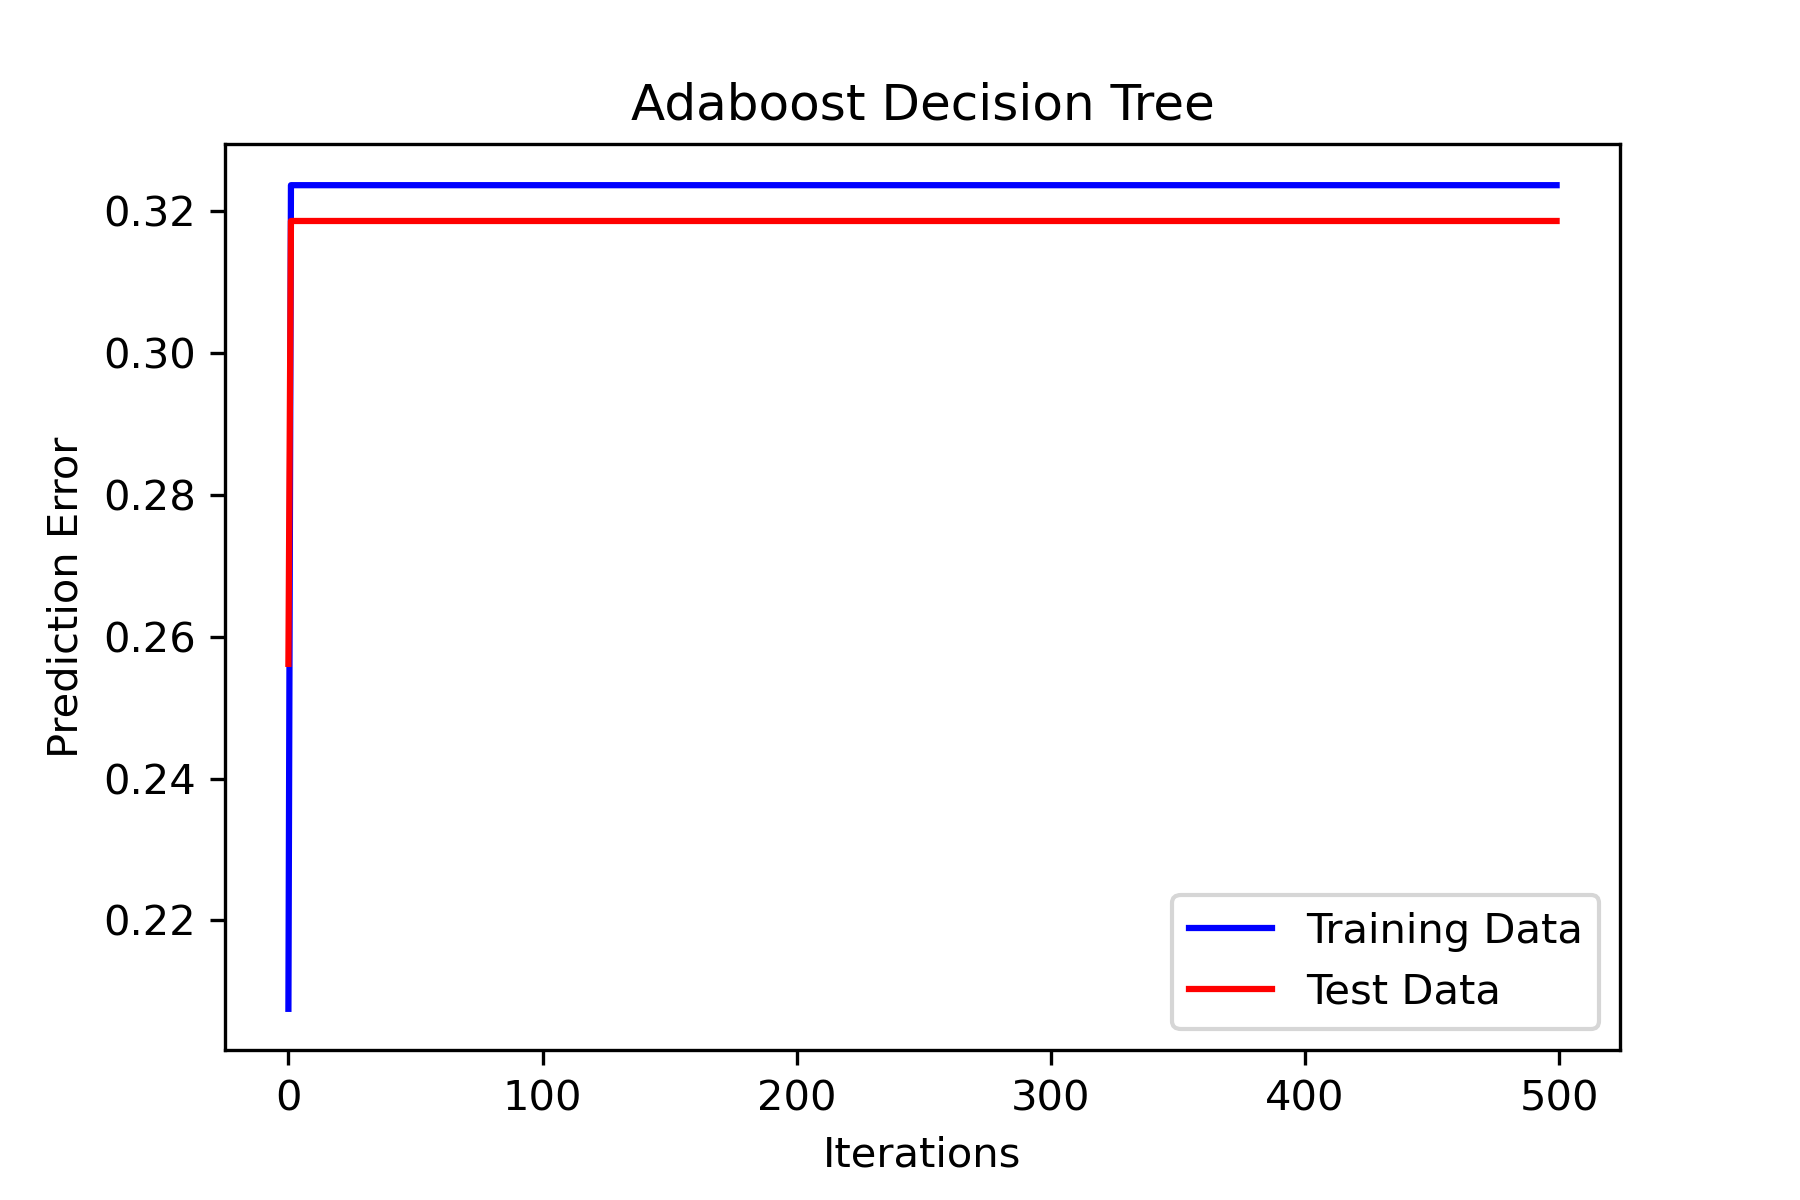 Adaboost Decision Tree
0.32
0.30
0.28
0.26
0.24
0.22
Prediction Error
Training Data
Test Data
0 100 200 300 400 500
Iterations